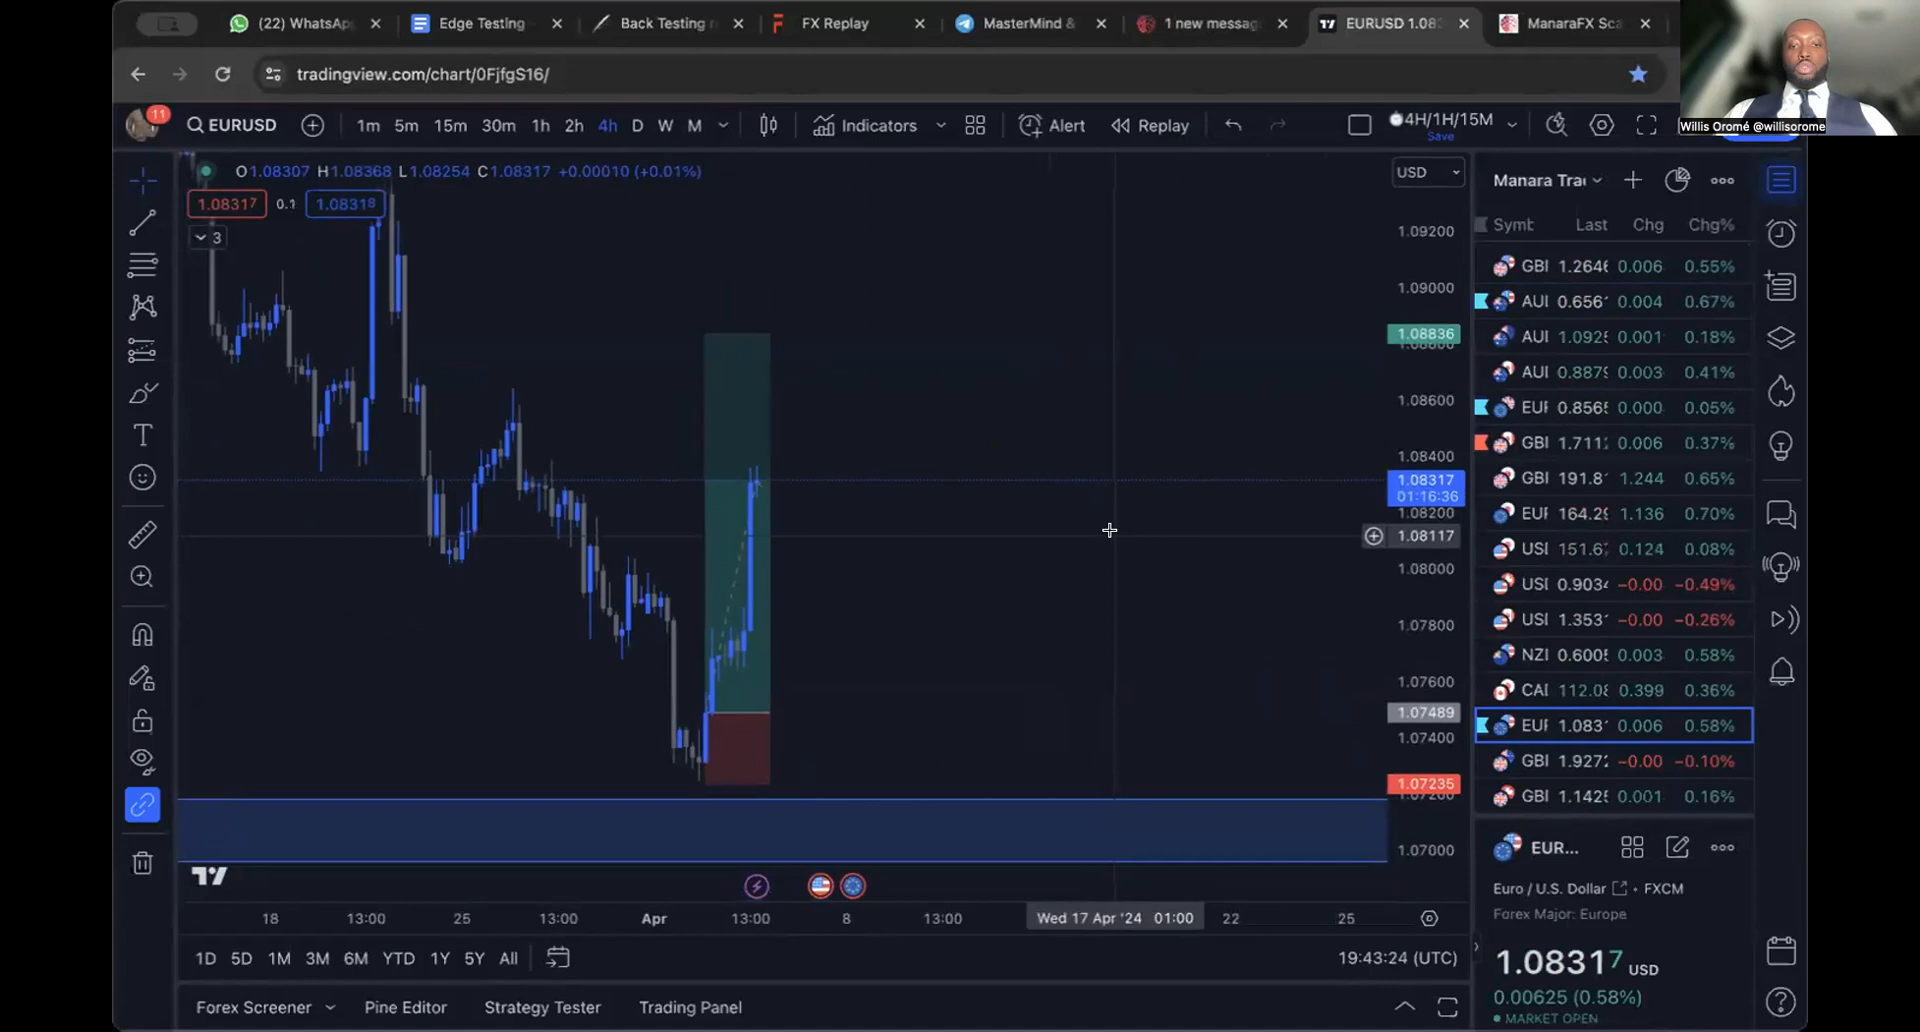 (22) WhatsAp
Edge Testing
Back Testing
FX Replay
MasterMind &
1 new messag
EURUSD 1.08
ManaraFX Sca
tradingview.com/chart/0FjfgS16/
Willis Oromé @willisorome
11
EURUSD
1m 5m 15m 30m 1h 2h 4h D W M
Indicators
Alert
Replay
4H/1H/15M
Save
O1.08307 H1.08368 L1.08254 C1.08317 +0.00010 (+0.01%)
1.08317 0.1 1.08318
3
USD
1.09200
1.09000
1.08836
1.08600
1.08400
1.08317
01:16:36
1.08200
1.08117
1.08000
1.07800
1.07600
1.07489
1.07400
1.07235
1.07000
Manara Tra
Symb Last Chg Chg%
GBI 1.2646 0.006 0.55%
AUI 0.656 0.004 0.67%
AUI 1.092 0.001 0.18%
AUI 0.887 0.003 0.41%
EUI 0.856 0.000 0.05%
GBI 1.711 0.006 0.37%
GBI 191.8 1.244 0.65%
EUI 164.2 1.136 0.70%
USI 151.6 0.124 0.08%
USI 0.903 −0.00 −0.49%
USI 1.353 −0.00 −0.26%
NZI 0.600 0.003 0.58%
CAI 112.0 0.399 0.36%
EUI 1.083 0.006 0.58%
GBI 1.927 −0.00 −0.10%
GBI 1.142 0.001 0.16%
EUR...
Euro / U.S. Dollar • FXCM
Forex Major: Europe
1.08317 USD
0.00625 (0.58%)
MARKET OPEN
18 13:00 25 13:00 Apr 13:00 8 13:00 Wed 17 Apr '24 01:00 22 25
1D 5D 1M 3M 6M YTD 1Y 5Y All
19:43:24 (UTC)
Forex Screener
Pine Editor
Strategy Tester
Trading Panel